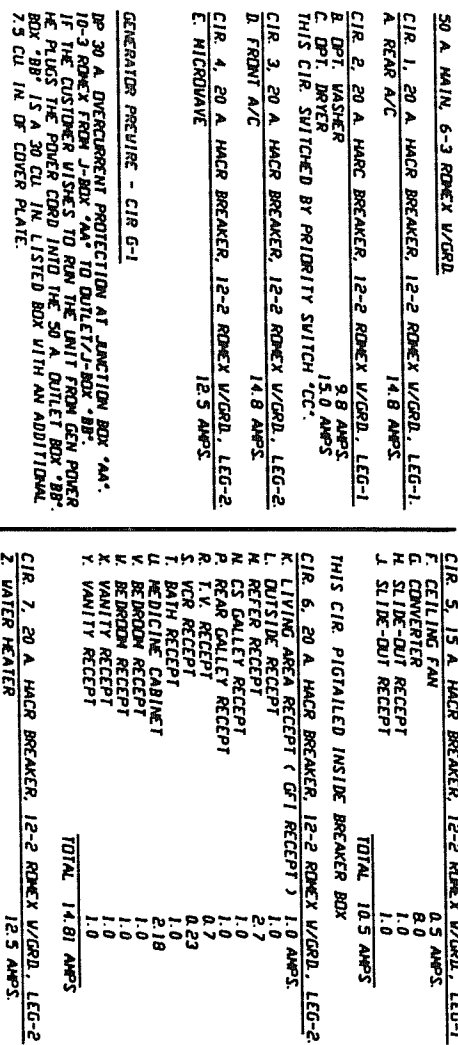 50 A MAIN, 6-3 ROMEX W/GRD.
CIR. 1, 20 A HACR BREAKER, 12-2 ROMEX W/GRD., LEG-1.
A. REAR A/C 14.8 AMPS.
CIR. 2, 20 A. HARC BREAKER, 12-2 ROMEX W/GRD., LEG-1
B. OPT. WASHER 9.8 AMPS.
C. OPT. DRYER 15.0 AMPS
THIS CIR. SWITCHED BY PRIORITY SWITCH "CC".
CIR. 3, 20 A. HACR BREAKER, 12-2 ROMEX W/GRD., LEG-2.
D. FRONT A/C 14.8 AMPS.
CIR. 4, 20 A. HACR BREAKER, 12-2 ROMEX W/GRD., LEG-2.
E. MICROWAVE 12.5 AMPS.
GENERATOR PREWIRE - CIR G-1
DP 30 A. OVERCURRENT PROTECTION AT JUNCTION BOX "AA".
10-3 ROMEX FROM J-BOX "AA" TO OUTLET/J-BOX "BB".
IF THE CUSTOMER WISHES TO RUN THE UNIT FROM GEN POWER
HE PLUGS THE POWER CORD INTO THE 50 A. OUTLET BOX "BB".
BOX "BB" IS A 30 CU. IN. LISTED BOX WITH AN ADDITIONAL
7.5 CU. IN. OF COVER PLATE.
CIR. 5, 15 A. HACR BREAKER, 12-2 ROMEX W/GRD., LEG-1
F. CEILING FAN 0.5 AMPS.
G. CONVERTER 8.0
H. SLIDE-OUT RECEPT 1.0
J. SLIDE-OUT RECEPT 1.0
TOTAL 10.5 AMPS
THIS CIR. PIGTAILED INSIDE BREAKER BOX
CIR. 6, 20 A. HACR BREAKER, 12-2 ROMEX W/GRD., LEG-2.
K. LIVING AREA RECEPT ( GFI RECEPT ) 1.0 AMPS.
L. OUTSIDE RECEPT 1.0
M. REFER RECEPT 2.7
N. CS GALLEY RECEPT 1.0
P. REAR GALLEY RECEPT 1.0
R. T.V. RECEPT 0.7
S. VCR RECEPT 0.23
T. BATH RECEPT 1.0
U. MEDICINE CABINET 2.18
V. BEDROOM RECEPT 1.0
W. BEDROOM RECEPT 1.0
X. VANITY RECEPT 1.0
Y. VANITY RECEPT 1.0
TOTAL 14.81 AMPS
CIR. 7, 20 A. HACR BREAKER, 12-2 ROMEX W/GRD., LEG-2
Z. WATER HEATER 12.5 AMPS.